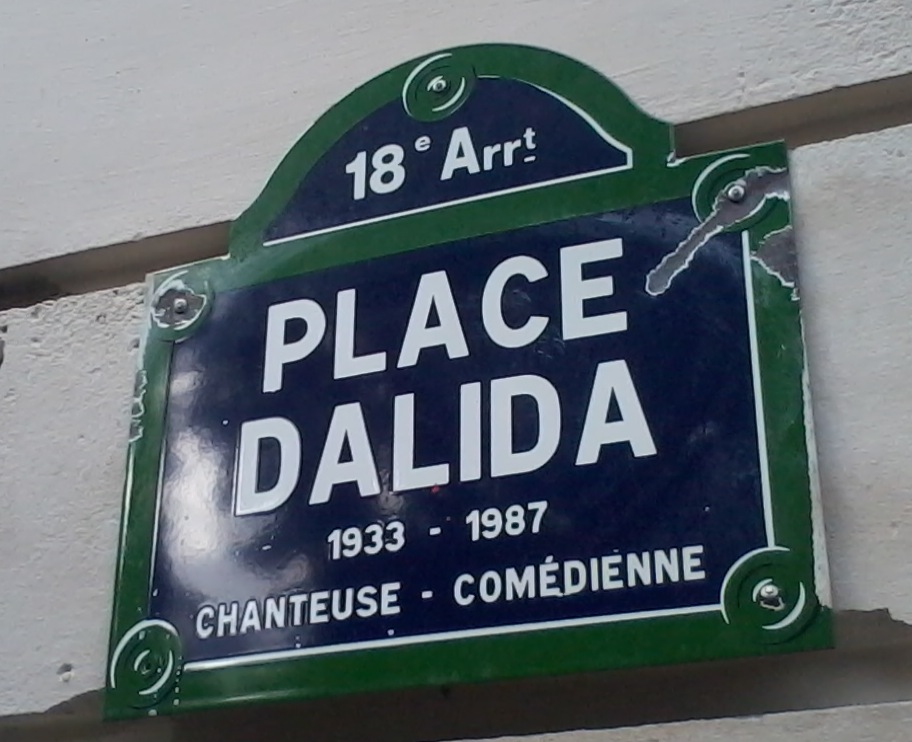 18e Arrt
PLACE
DALIDA
1933 - 1987
CHANTEUSE - COMÉDIENNE